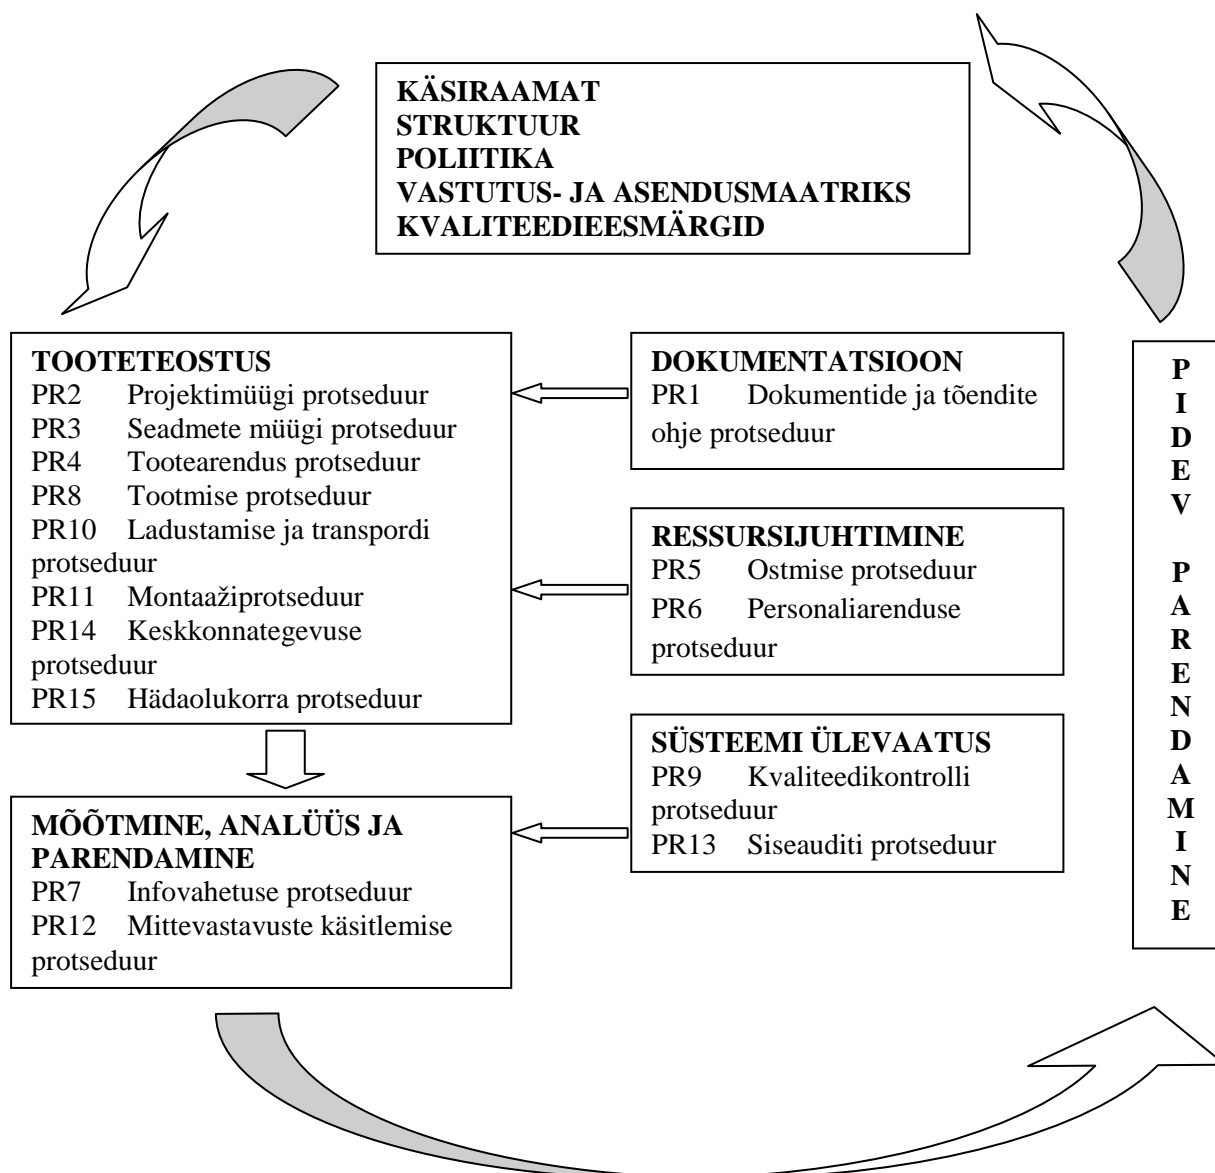 KÄSIRAAMAT
STRUKTUUR
POLIITIKA
VASTUTUS- JA ASENDUSMAATRIKS
KVALITEEDIEESMÄRGID
TOOTETEOSTUS
PR2 Projektimüügi protseduur
PR3 Seadmete müügi protseduur
PR4 Tootearendus protseduur
PR8 Tootmise protseduur
PR10 Ladustamise ja transpordi
protseduur
PR11 Montaažiprotseduur
PR14 Keskkonnategevuse
protseduur
PR15 Hädaolukorra protseduur
DOKUMENTATSIOON
PR1 Dokumentide ja tõendite
ohje protseduur
RESSURSIJUHTIMINE
PR5 Ostmise protseduur
PR6 Personaliarenduse
protseduur
SÜSTEEMI ÜLEVAATUS
PR9 Kvaliteedikontrolli
protseduur
PR13 Siseauditi protseduur
MÕÕTMINE, ANALÜÜS JA
PARENDAMINE
PR7 Infovahetuse protseduur
PR12 Mittevastavuste käsitlemise
protseduur
P
I
D
E
V
P
A
R
E
N
D
A
M
I
N
E